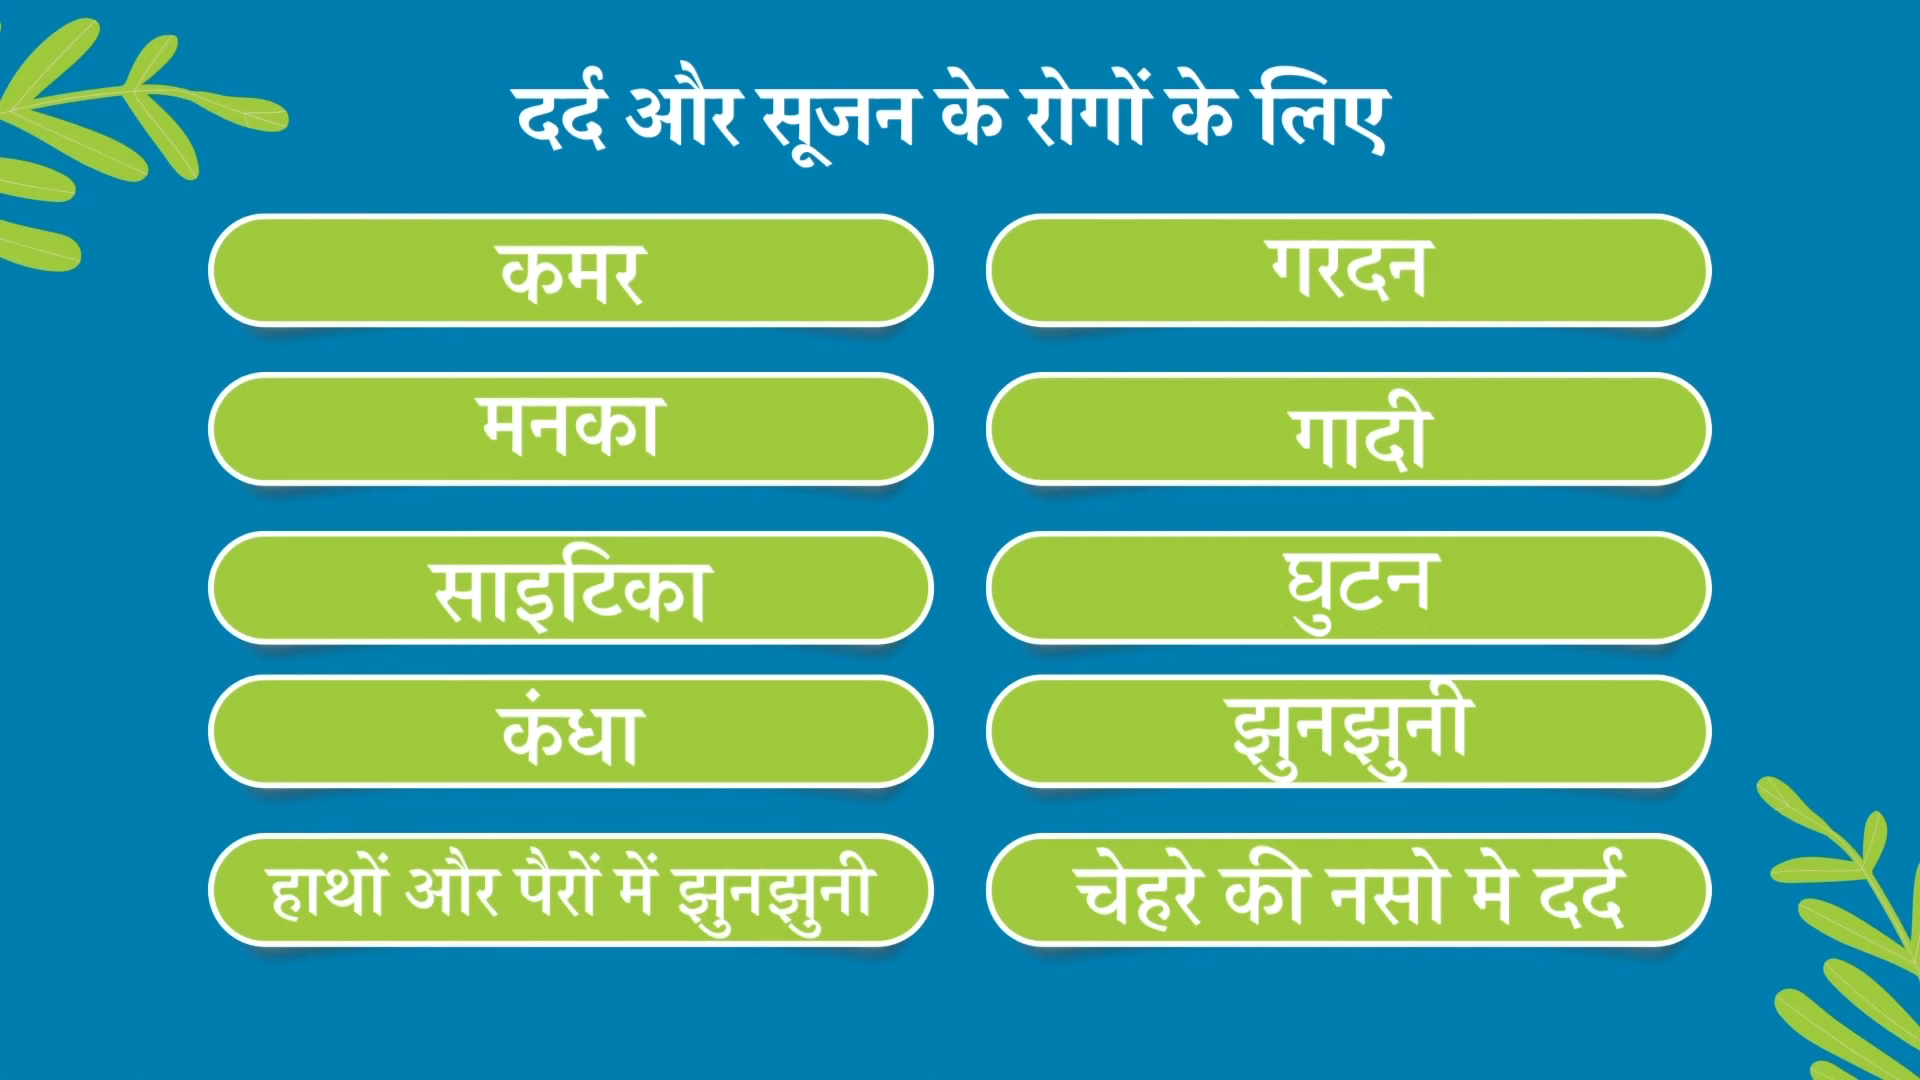 दर्द और सूजन के रोगों के लिए
कमर
गरदन
मनका
गादी
साइटिका
घुटन
कंधा
झुनझुनी
हाथों और पैरों में झुनझुनी
चेहरे की नसो मे दर्द